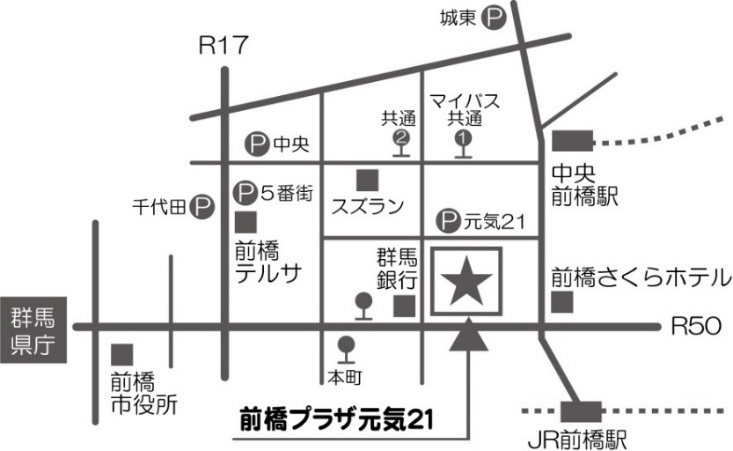 城東 P
R17
マイバス
共通
1
共通
2
P 中央
中央
前橋駅
スズラン
P 5番街
千代田 P
P 元気21
前橋
テルサ
群馬
銀行
前橋さくらホテル
群馬
県庁
R50
前橋
市役所
本町
前橋プラザ元気21
JR前橋駅